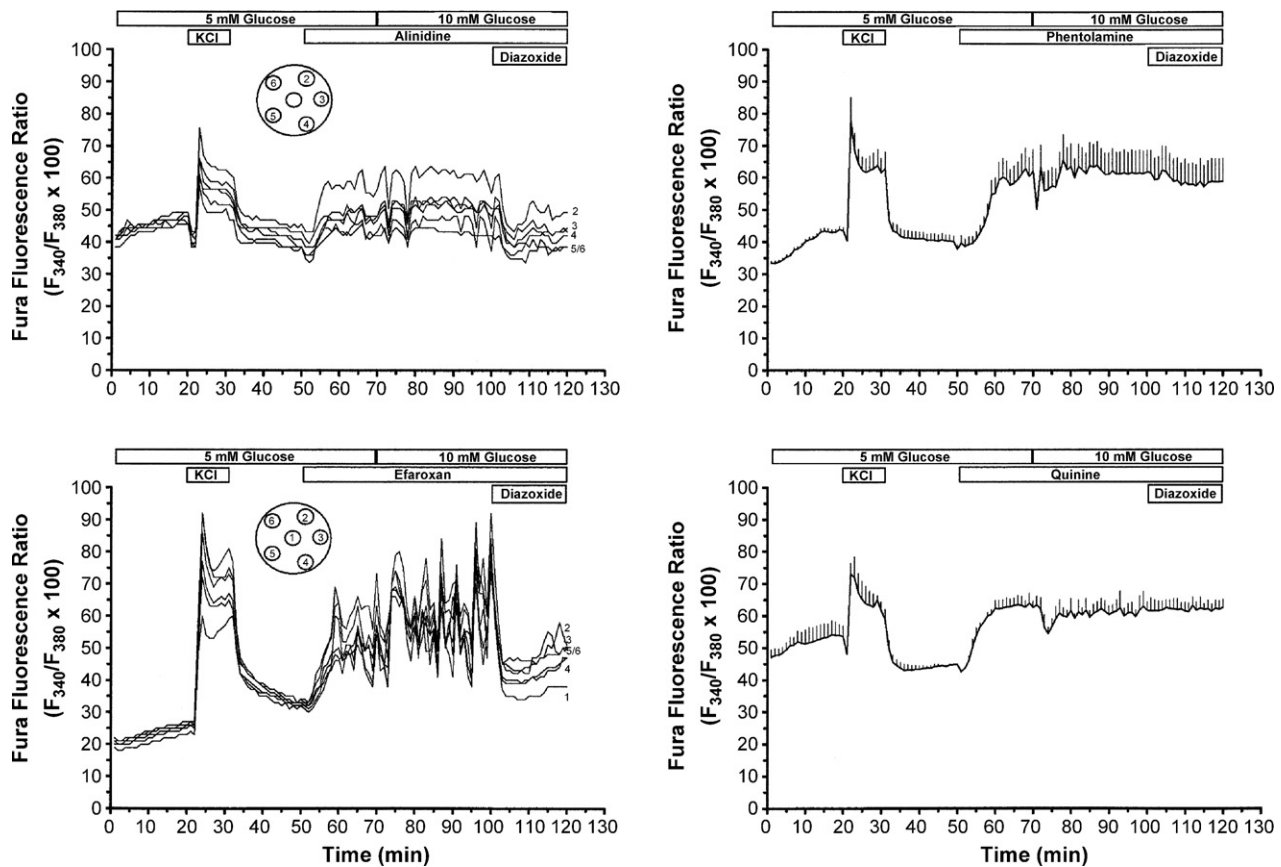 5 mM Glucose 10 mM Glucose
KCl Alinidine
Diazoxide
Fura Fluorescence Ratio
(F340/F380 x 100)
100
90
80
70
60
50
40
30
20
10
0
6 2
3
5 4
2
3
4
5/6
0 10 20 30 40 50 60 70 80 90 100 110 120 130
5 mM Glucose 10 mM Glucose
KCl Phentolamine
Diazoxide
Fura Fluorescence Ratio
(F340/F380 x 100)
100
90
80
70
60
50
40
30
20
10
0
0 10 20 30 40 50 60 70 80 90 100 110 120 130
5 mM Glucose 10 mM Glucose
KCl Efaroxan
Diazoxide
Fura Fluorescence Ratio
(F340/F380 x 100)
100
90
80
70
60
50
40
30
20
10
0
6 2
1 3
5 4
2
3
5/6
4
1
0 10 20 30 40 50 60 70 80 90 100 110 120 130
Time (min)
5 mM Glucose 10 mM Glucose
KCl Quinine
Diazoxide
Fura Fluorescence Ratio
(F340/F380 x 100)
100
90
80
70
60
50
40
30
20
10
0
0 10 20 30 40 50 60 70 80 90 100 110 120 130
Time (min)